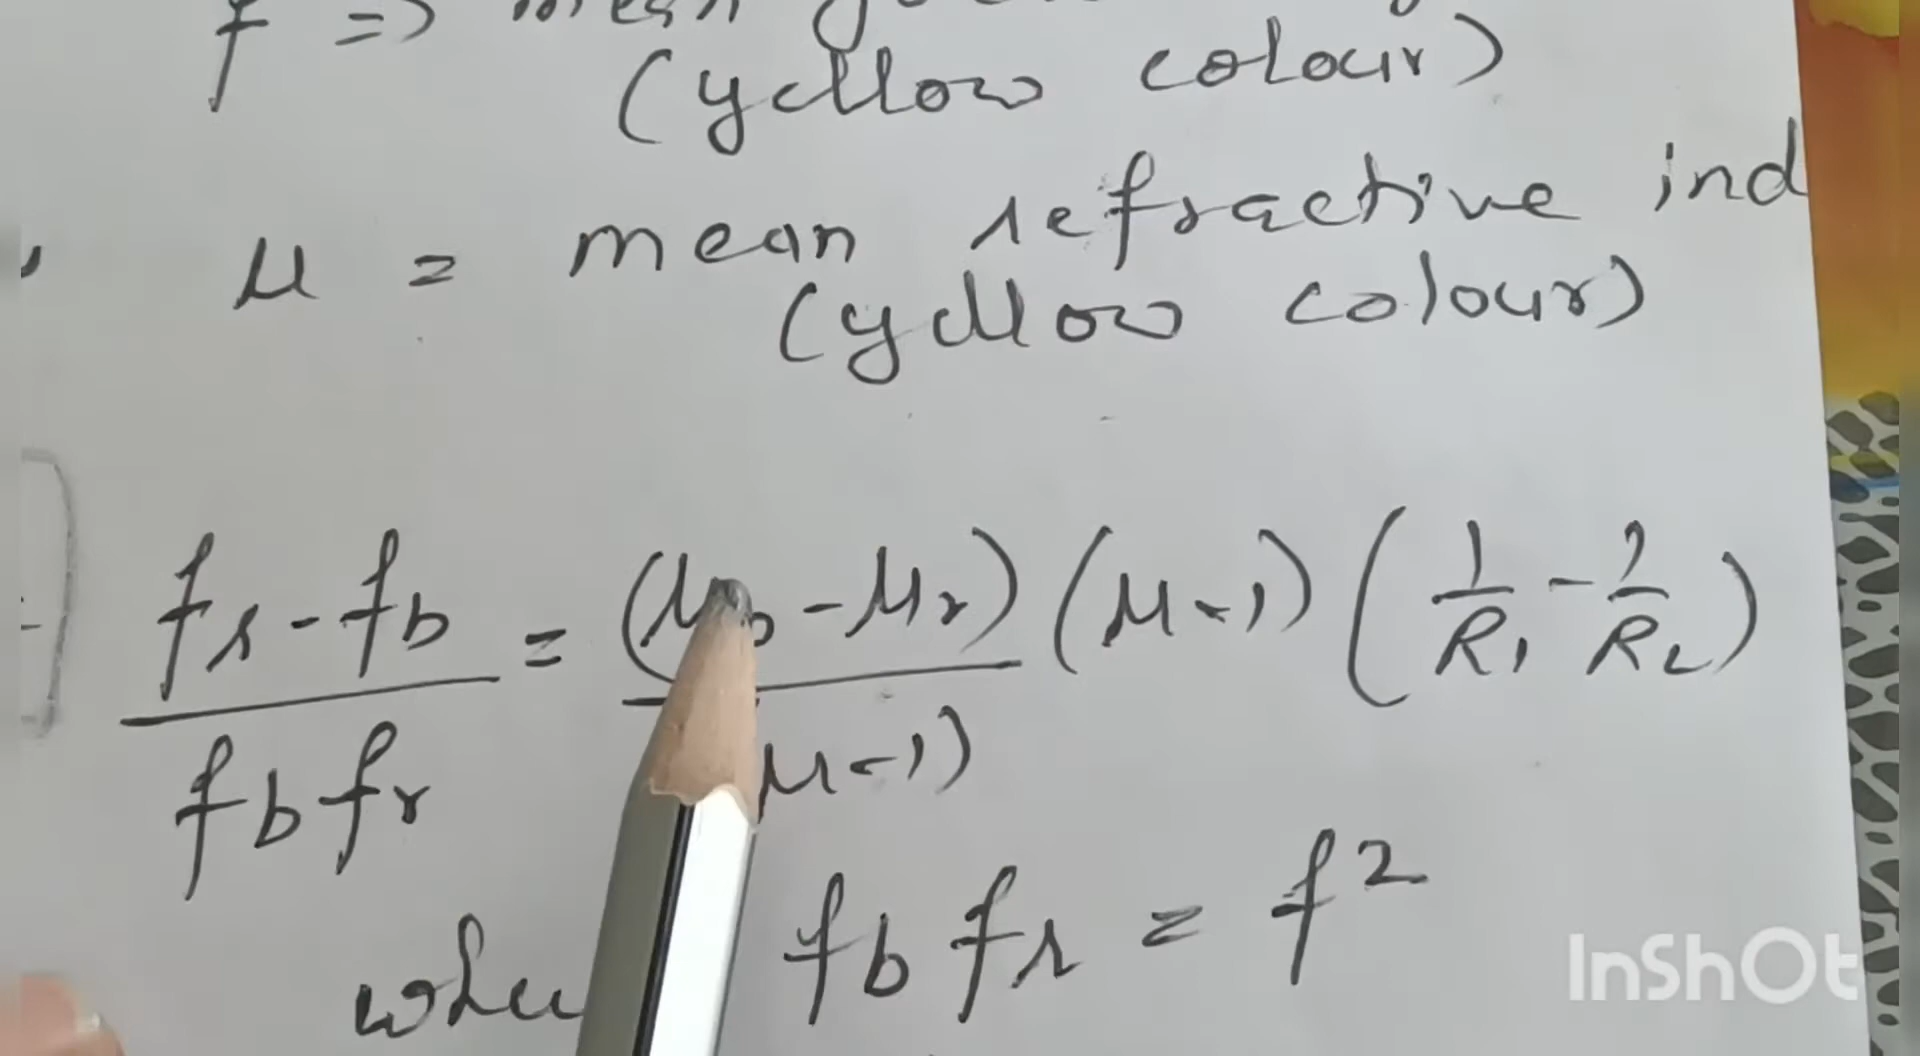 f => mean
(yellow colour)
μ = mean refractive ind
(yellow colour)
fr - fb / fb fr = (μb - μr) / (μ-1) (μ-1) (1/R1 - 1/R2)
fb fr = f²
InShOt